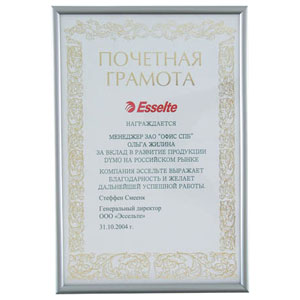 ПОЧЕТНАЯ
ГРАМОТА
Esselte
НАГРАЖДАЕТСЯ
МЕНЕДЖЕР ЗАО "ОФИС СПБ"
ОЛЬГА ЖИЛИНА
ЗА ВКЛАД В РАЗВИТИЕ ПРОДУКЦИИ
DYMO НА РОССИЙСКОМ РЫНКЕ
КОМПАНИЯ ЭССЕЛЬТЕ ВЫРАЖАЕТ
БЛАГОДАРНОСТЬ И ЖЕЛАЕТ
ДАЛЬНЕЙШЕЙ УСПЕШНОЙ РАБОТЫ.
Стеффен
Генеральный директор
ООО «Эссельте»
31.10.2004 г.